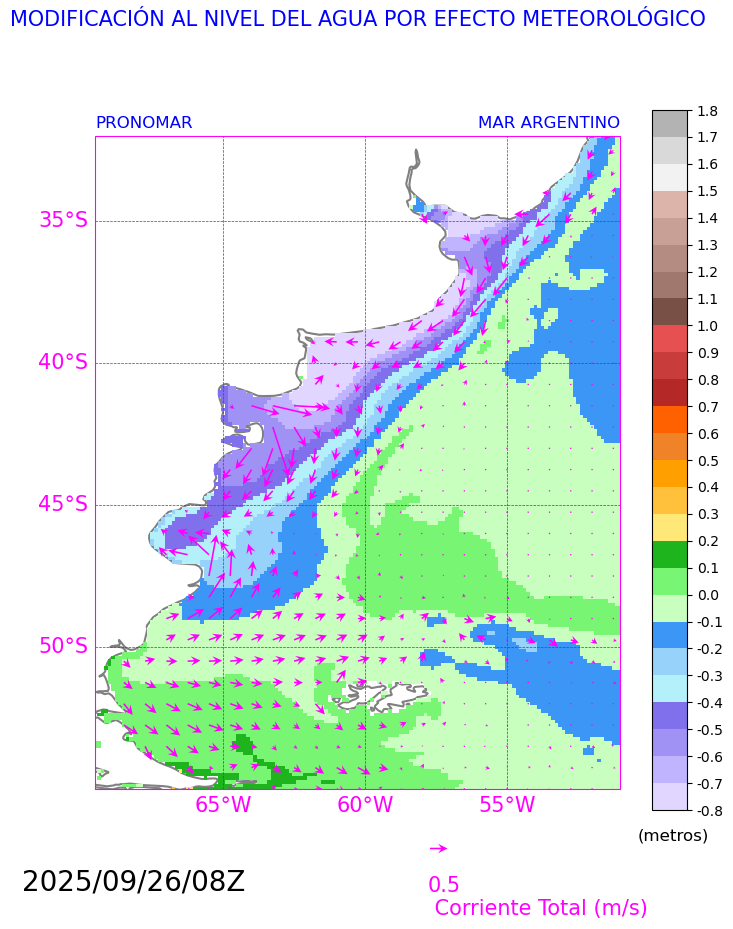 MODIFICACIÓN AL NIVEL DEL AGUA POR EFECTO METEOROLÓGICO
PRONOMAR MAR ARGENTINO
35°S
40°S
45°S
50°S
65°W 60°W 55°W
1.8
1.7
1.6
1.5
1.4
1.3
1.2
1.1
1.0
0.9
0.8
0.7
0.6
0.5
0.4
0.3
0.2
0.1
0.0
-0.1
-0.2
-0.3
-0.4
-0.5
-0.6
-0.7
-0.8
(metros)
2025/09/26/08Z
0.5
Corriente Total (m/s)